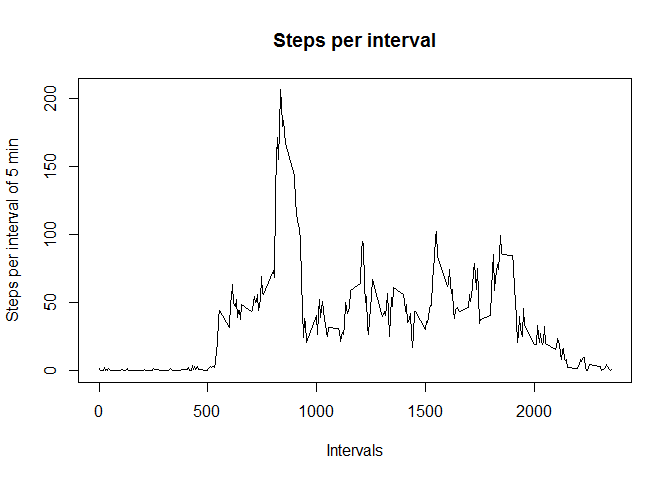 Steps per interval
Steps per interval of 5 min
200
150
100
50
0
0 500 1000 1500 2000
Intervals